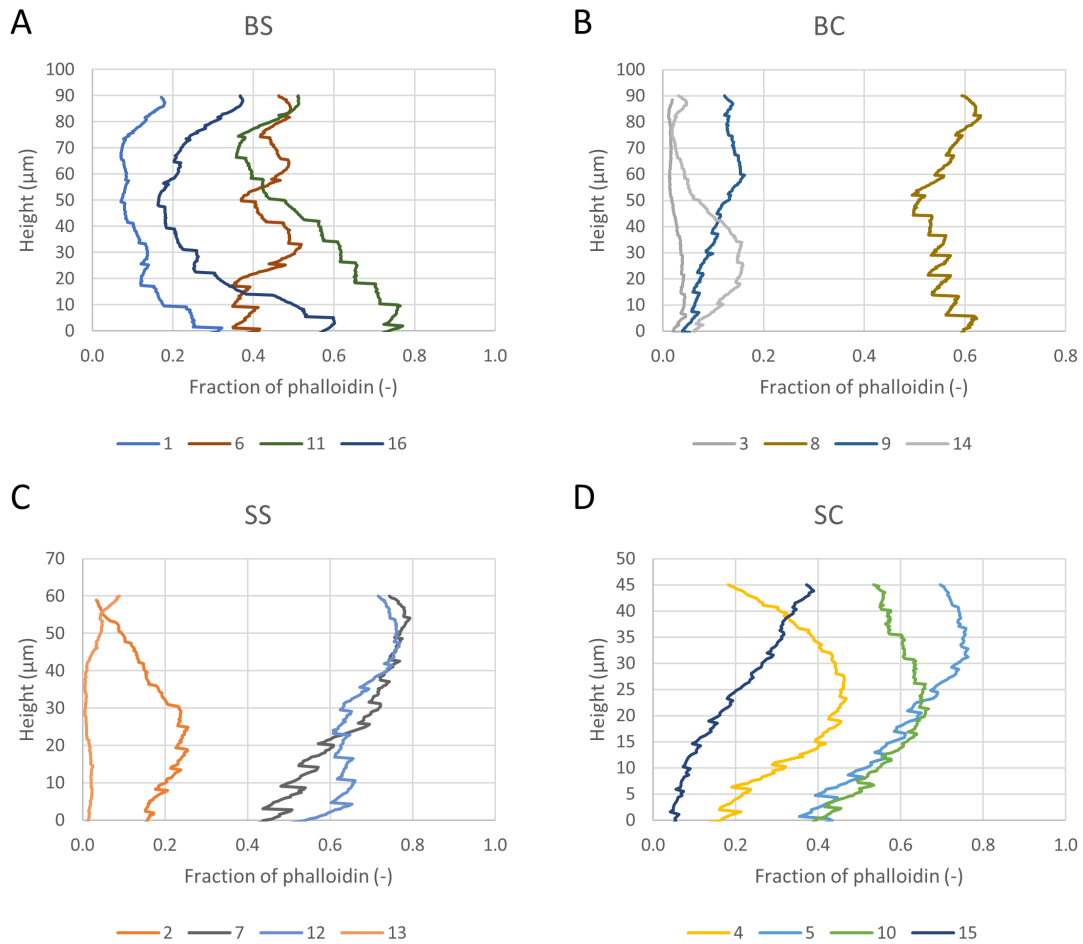 A
BS
Height (µm)
100
90
80
70
60
50
40
30
20
10
0
0.0 0.2 0.4 0.6 0.8 1.0
Fraction of phalloidin (-)
1 6 11 16
B
BC
Height (µm)
100
90
80
70
60
50
40
30
20
10
0
0.0 0.2 0.4 0.6 0.8
Fraction of phalloidin (-)
3 8 9 14
C
SS
Height (µm)
70
60
50
40
30
20
10
0
0.0 0.2 0.4 0.6 0.8 1.0
Fraction of phalloidin (-)
2 7 12 13
D
SC
Height (µm)
50
45
40
35
30
25
20
15
10
5
0
0.0 0.2 0.4 0.6 0.8 1.0
Fraction of phalloidin (-)
4 5 10 15